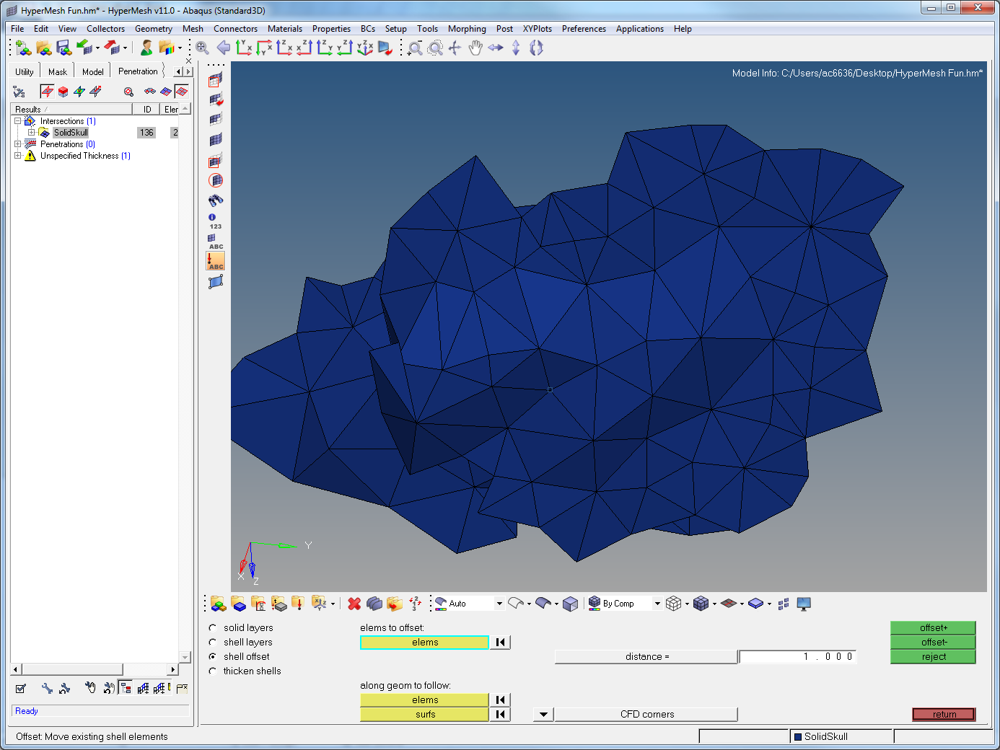 HyperMesh Fun.hm* - HyperMesh v11.0 - Abaqus (Standard3D)
File Edit View Collectors Geometry Mesh Connectors Materials Properties BCs Setup Tools Morphing Post XYPlots Preferences Applications Help
Utility Mask Model Penetration
Model Info: C:/Users/ac6636/Desktop/HyperMesh Fun.hm*
Results / ID Eler
Intersections (1)
SolidSkull 136 2
Penetrations (0)
Unspecified Thickness (1)
123
ABC
ABC
Y
X
Z
Auto
By Comp
solid layers
shell layers
shell offset
thicken shells
elems to offset:
elems
distance =
1 . 0 0 0
offset+
offset-
reject
along geom to follow:
elems
surfs
CFD corners
return
Ready
Offset: Move existing shell elements
SolidSkull